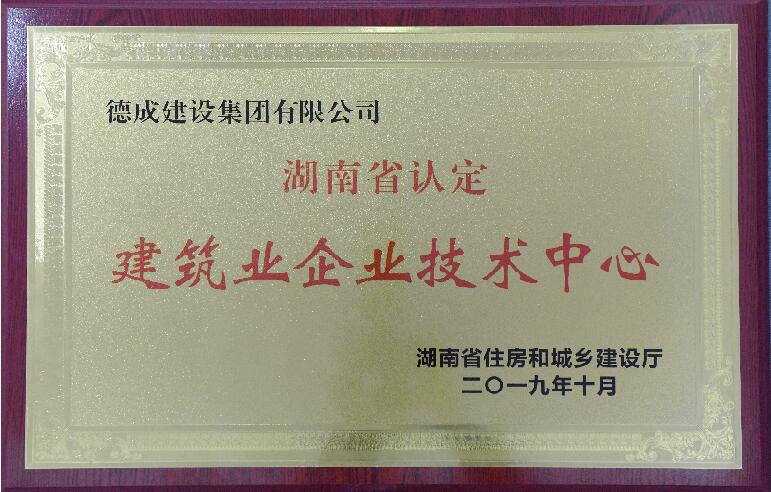 德成建设集团有限公司
湖南省认定
建筑业企业技术中心
湖南省住房和城乡建设厅
二〇一九年十月